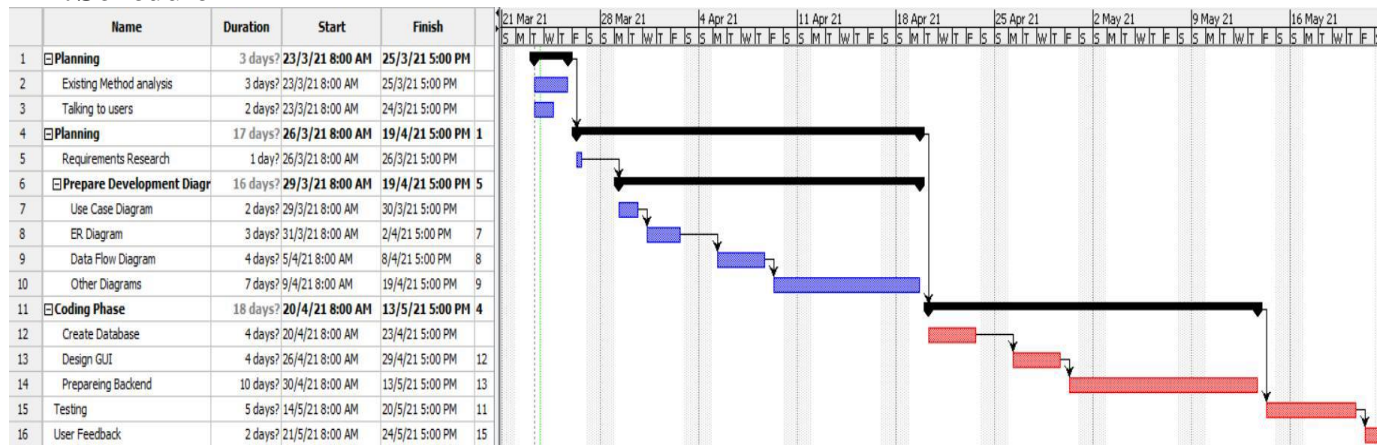 Name Duration Start Finish
21 Mar 21 28 Mar 21 4 Apr 21 11 Apr 21 18 Apr 21 25 Apr 21 2 May 21 9 May 21 16 May 21
S M T W T F S S M T W T F S S M T W T F S S M T W T F S S M T W T F S S M T W T F S S M T W T F S S M T W T F S S M T W T F S
1 Planning 3 days? 23/3/21 8:00 AM 25/3/21 5:00 PM
2 Existing Method analysis 3 days? 23/3/21 8:00 AM 25/3/21 5:00 PM
3 Talking to users 2 days? 23/3/21 8:00 AM 24/3/21 5:00 PM
4 Planning 17 days? 26/3/21 8:00 AM 19/4/21 5:00 PM 1
5 Requirements Research 1 day? 26/3/21 8:00 AM 26/3/21 5:00 PM
6 Prepare Development Diagr 16 days? 29/3/21 8:00 AM 19/4/21 5:00 PM 5
7 Use Case Diagram 2 days? 29/3/21 8:00 AM 30/3/21 5:00 PM
8 ER Diagram 3 days? 31/3/21 8:00 AM 2/4/21 5:00 PM 7
9 Data Flow Diagram 4 days? 5/4/21 8:00 AM 8/4/21 5:00 PM 8
10 Other Diagrams 7 days? 9/4/21 8:00 AM 19/4/21 5:00 PM 9
11 Coding Phase 18 days? 20/4/21 8:00 AM 13/5/21 5:00 PM 4
12 Create Database 4 days? 20/4/21 8:00 AM 23/4/21 5:00 PM
13 Design GUI 4 days? 26/4/21 8:00 AM 29/4/21 5:00 PM 12
14 Prepareing Backend 10 days? 30/4/21 8:00 AM 13/5/21 5:00 PM 13
15 Testing 5 days? 14/5/21 8:00 AM 20/5/21 5:00 PM 11
16 User Feedback 2 days? 21/5/21 8:00 AM 24/5/21 5:00 PM 15